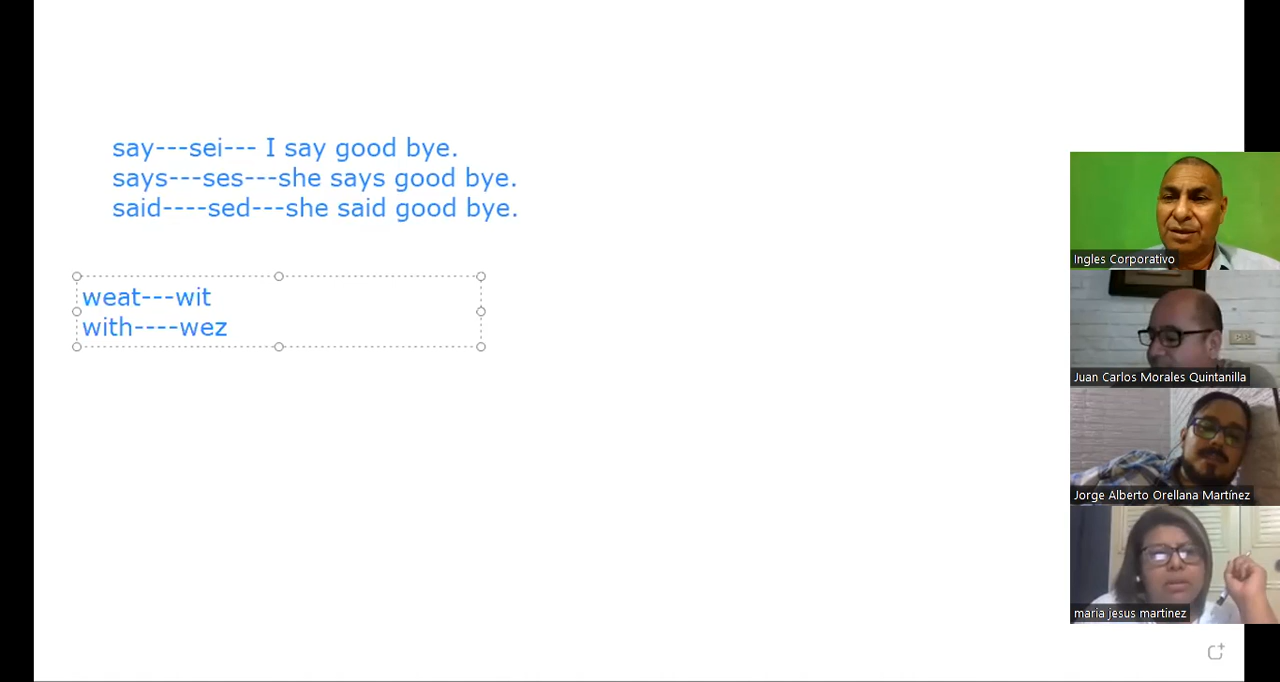 say---sei--- I say good bye.
says---ses---she says good bye.
said----sed---she said good bye.
weat---wit
with----wez
Ingles Corporativo
Juan Carlos Morales Quintanilla
Jorge Alberto Orellana Martínez
maria jesus martinez